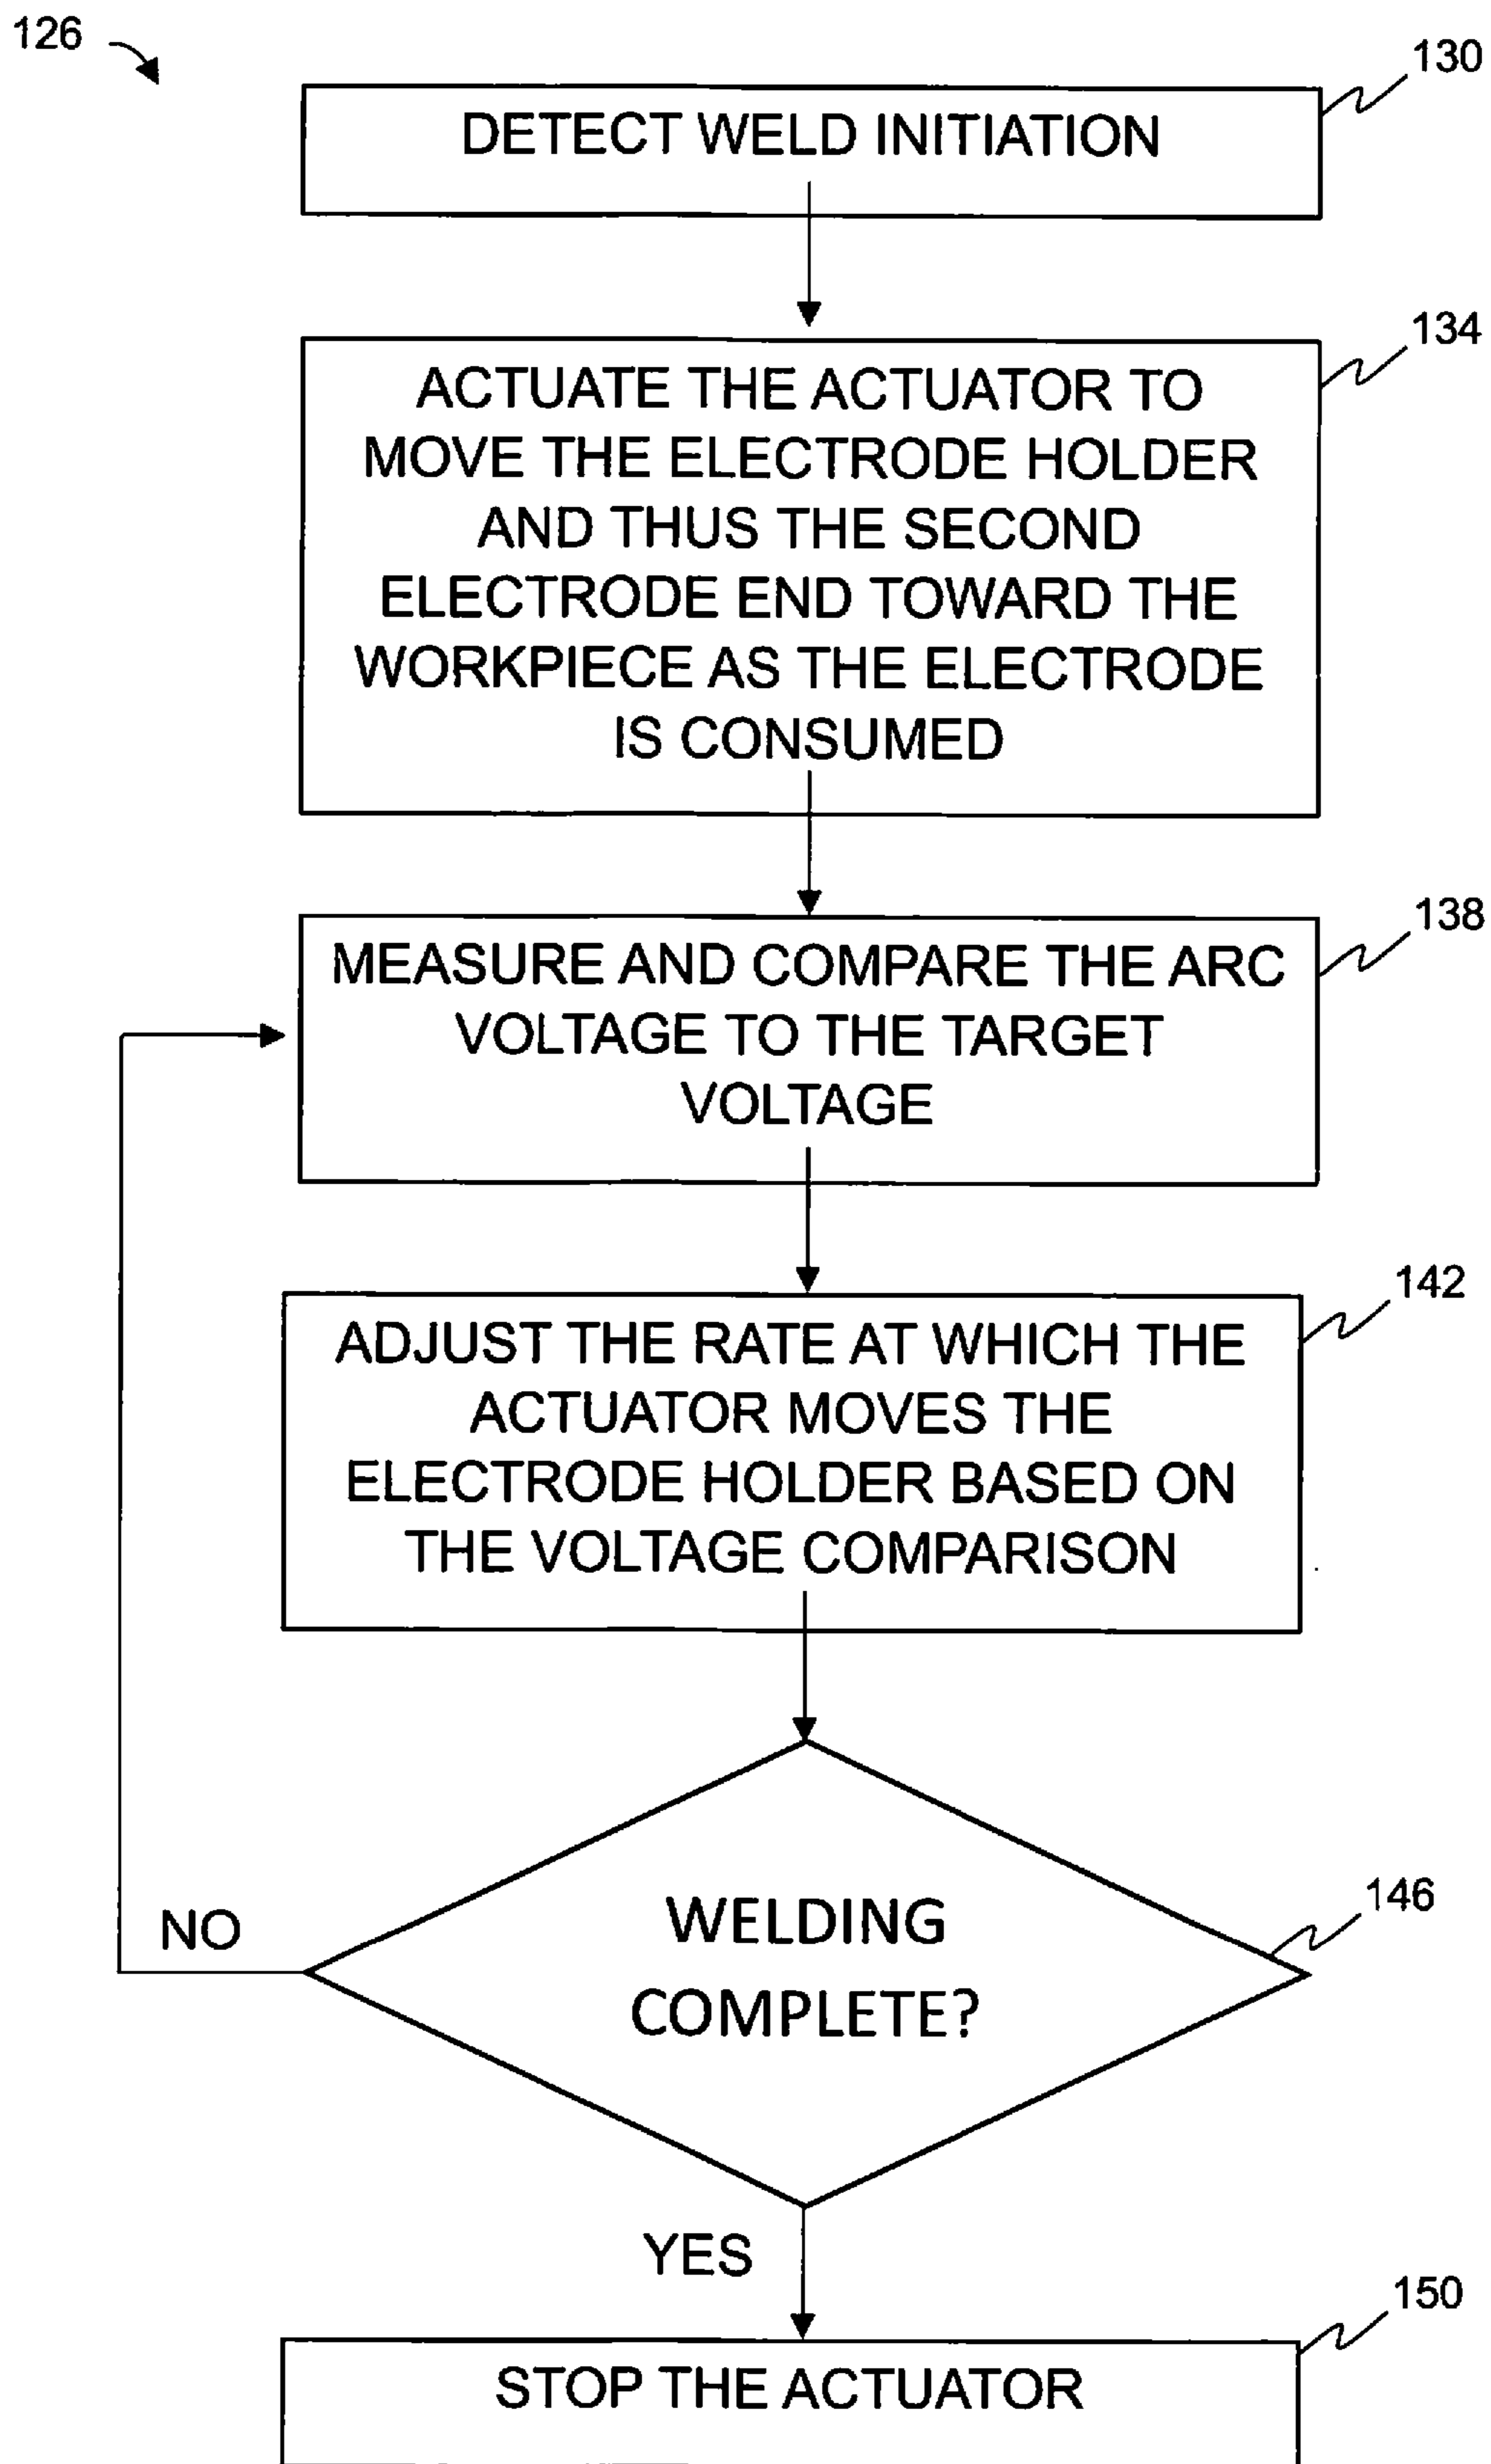 126
130
DETECT WELD INITIATION
134
ACTUATE THE ACTUATOR TO
MOVE THE ELECTRODE HOLDER
AND THUS THE SECOND
ELECTRODE END TOWARD THE
WORKPIECE AS THE ELECTRODE
IS CONSUMED
138
MEASURE AND COMPARE THE ARC
VOLTAGE TO THE TARGET
VOLTAGE
142
ADJUST THE RATE AT WHICH THE
ACTUATOR MOVES THE
ELECTRODE HOLDER BASED ON
THE VOLTAGE COMPARISON
146
WELDING
COMPLETE?
NO
YES
150
STOP THE ACTUATOR